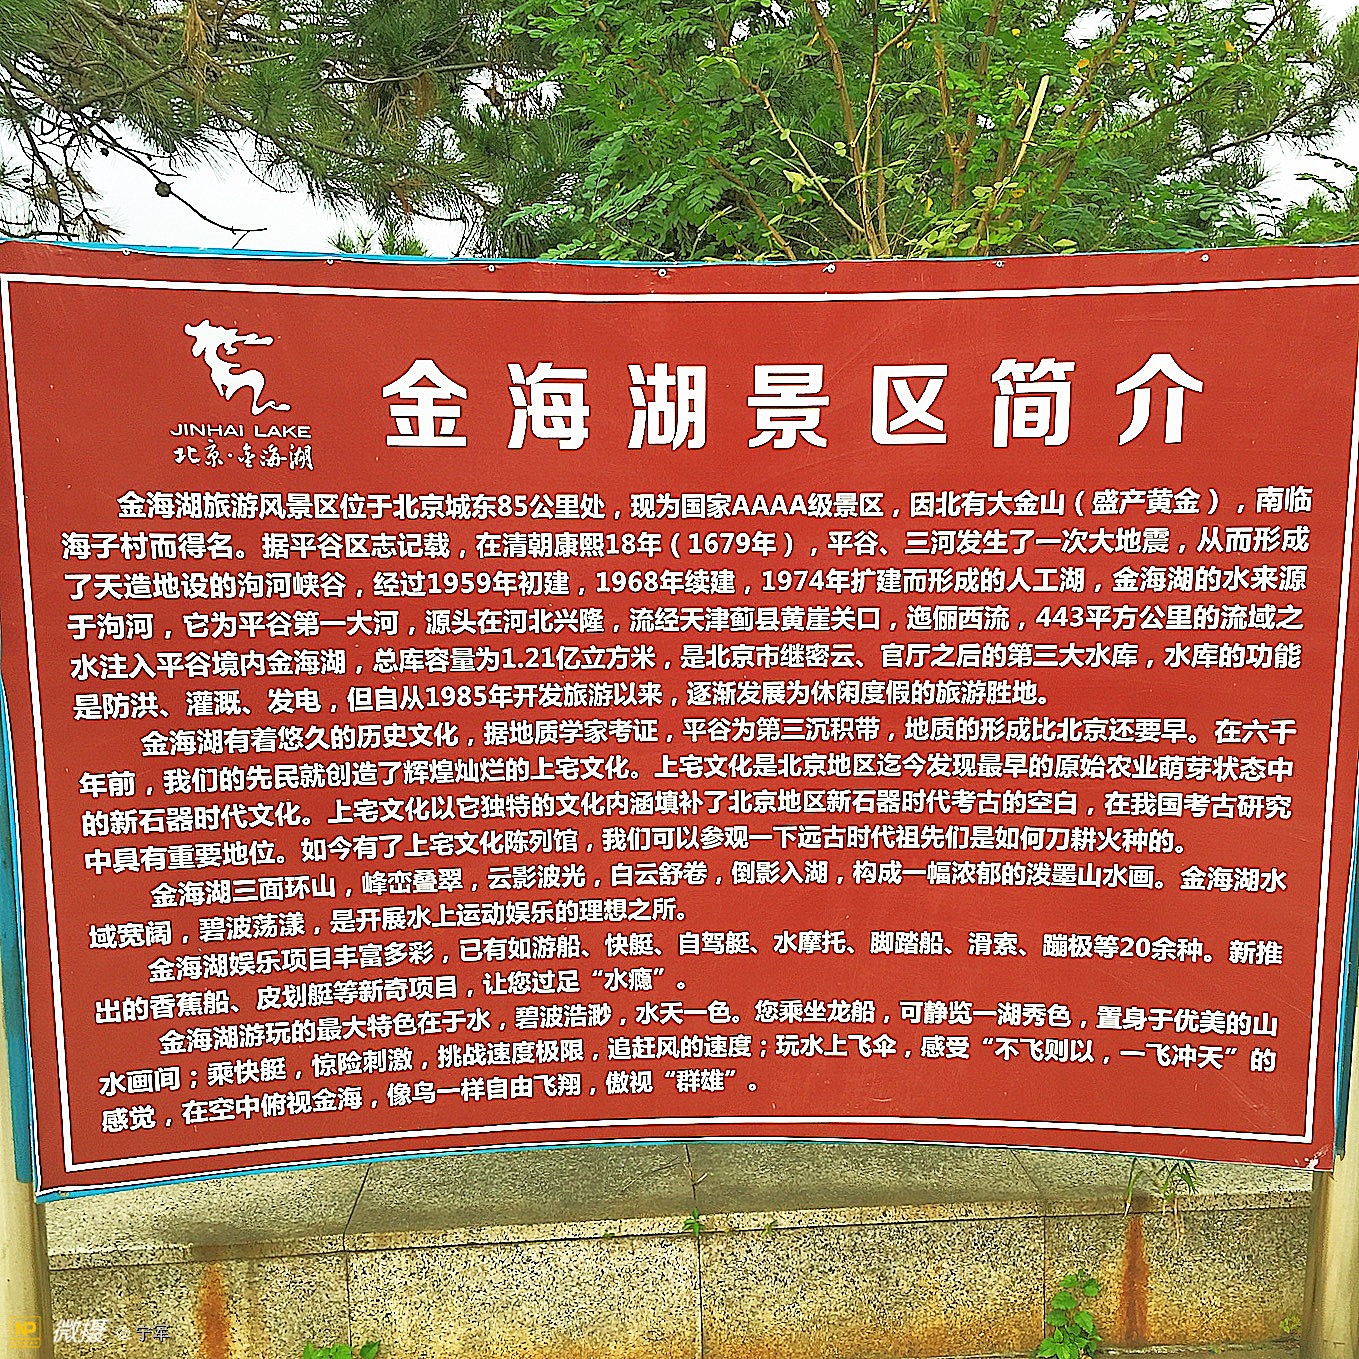 JINHAI LAKE
北京·金海湖
金海湖景区简介
金海湖旅游风景区位于北京城东85公里处，现为国家AAAA级景区，因北有大金山（盛产黄金），南临
海子村而得名。据平谷区志记载，在清朝康熙18年（1679年），平谷、三河发生了一次大地震，从而形成
了天造地设的泃河峡谷，经过1959年初建，1968年续建，1974年扩建而形成的人工湖，金海湖的水来源
于泃河，它为平谷第一大河，源头在河北兴隆，流经天津蓟县黄崖关口，迤俪西流，443平方公里的流域之
水注入平谷境内金海湖，总库容量为1.21亿立方米，是北京市继密云、官厅之后的第三大水库，水库的功能
是防洪、灌溉、发电，但自从1985年开发旅游以来，逐渐发展为休闲度假的旅游胜地。
金海湖有着悠久的历史文化，据地质学家考证，平谷为第三沉积带，地质的形成比北京还要早。在六千
年前，我们的先民就创造了辉煌灿烂的上宅文化。上宅文化是北京地区迄今发现最早的原始农业萌芽状态中
的新石器时代文化。上宅文化以它独特的文化内涵填补了北京地区新石器时代考古的空白，在我国考古研究
中具有重要地位。如今有了上宅文化陈列馆，我们可以参观一下远古时代祖先们是如何刀耕火种的。
金海湖三面环山，峰峦叠翠，云影波光，白云舒卷，倒影入湖，构成一幅浓郁的泼墨山水画。金海湖水
域宽阔，碧波荡漾，是开展水上运动娱乐的理想之所。
金海湖娱乐项目丰富多彩，已有如游船、快艇、自驾艇、水摩托、脚踏船、滑索、蹦极等20余种。新推
出的香蕉船、皮划艇等新奇项目，让您过足“水瘾”。
金海湖游玩的最大特色在于水，碧波浩渺，水天一色。您乘坐龙船，可静览一湖秀色，置身于优美的山
水画间；乘快艇，惊险刺激，挑战速度极限，追赶风的速度；玩水上飞伞，感受“不飞则以，一飞冲天”的
感觉，在空中俯视金海，像鸟一样自由飞翔，傲视“群雄”。
微摄 @宁军